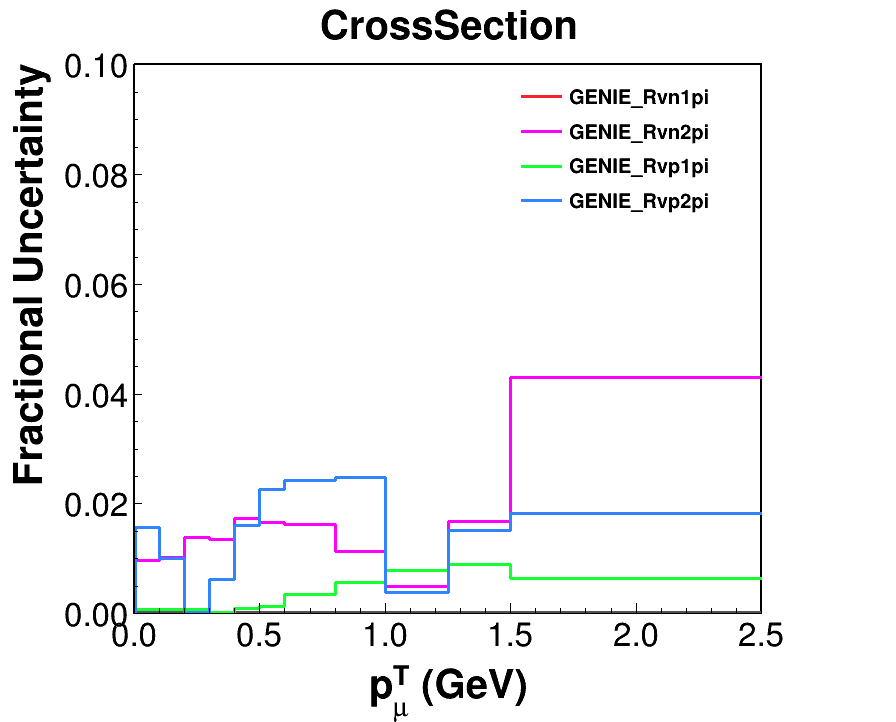 CrossSection
Fractional Uncertainty
0.10
0.08
0.06
0.04
0.02
0.00
GENIE_Rvn1pi
GENIE_Rvn2pi
GENIE_Rvp1pi
GENIE_Rvp2pi
0.0 0.5 1.0 1.5 2.0 2.5
p_μ^T (GeV)